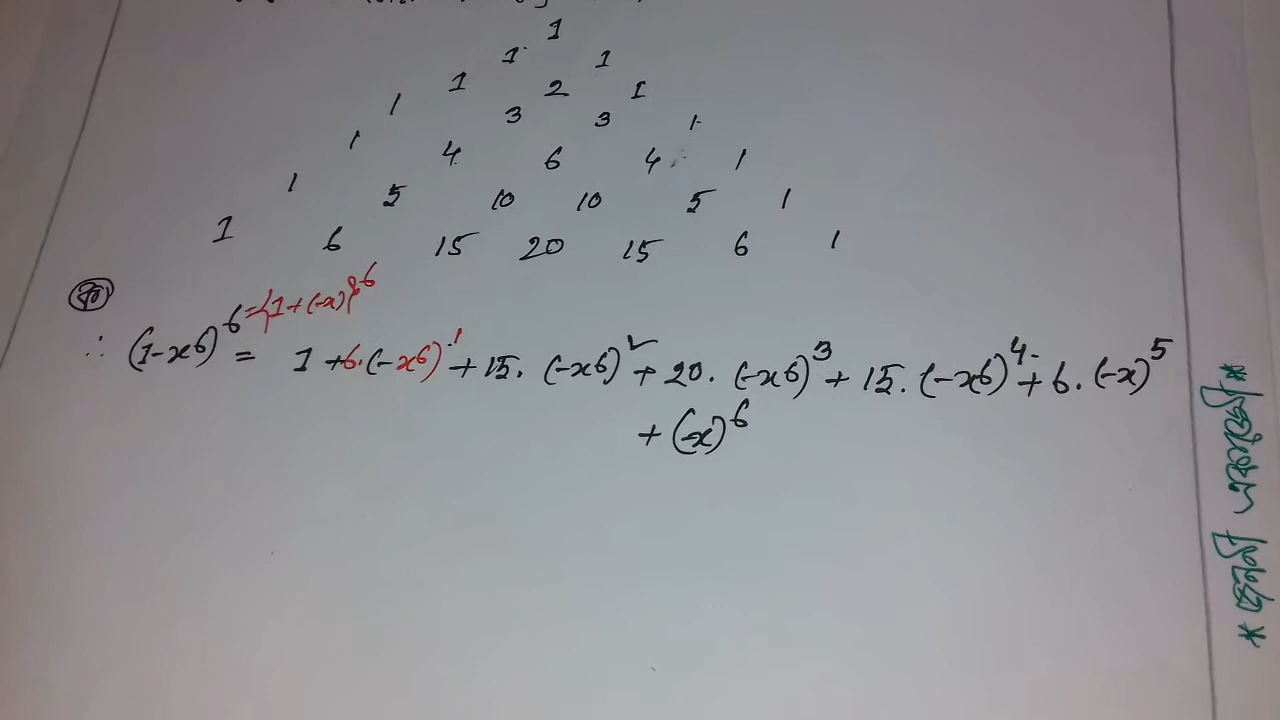 1
1 1
1 2 1
1 3 3 1
1 4 6 4 1
1 5 10 10 5 1
1 6 15 20 15 6 1
∴ (1-x6)^6 = {1+(-x)}^6
= 1 + 6.(-x6)^1 + 15.(-x6)^2 + 20.(-x6)^3 + 15.(-x6)^4 + 6.(-x)^5
+ (-x)^6